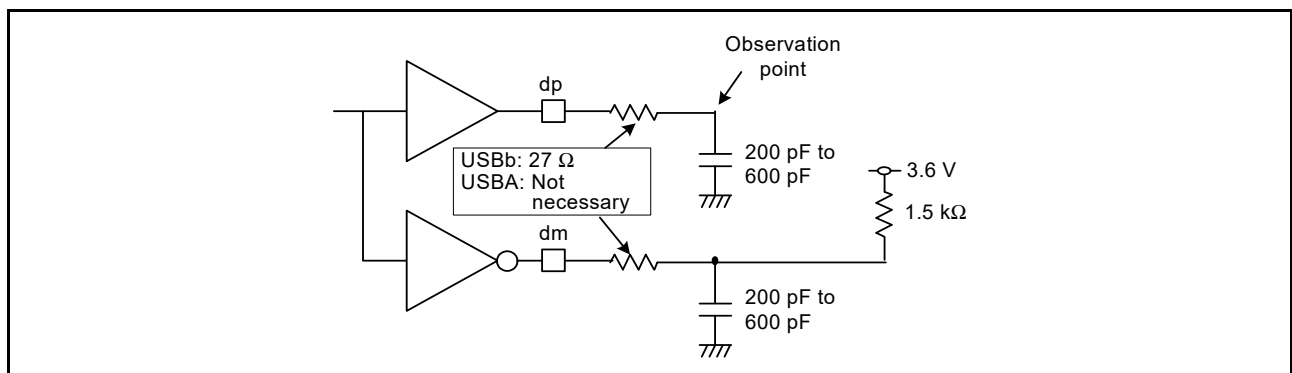 Observation
point
dp
200 pF to
600 pF
USBb: 27 Ω
USBA: Not
necessary
3.6 V
1.5 kΩ
dm
200 pF to
600 pF